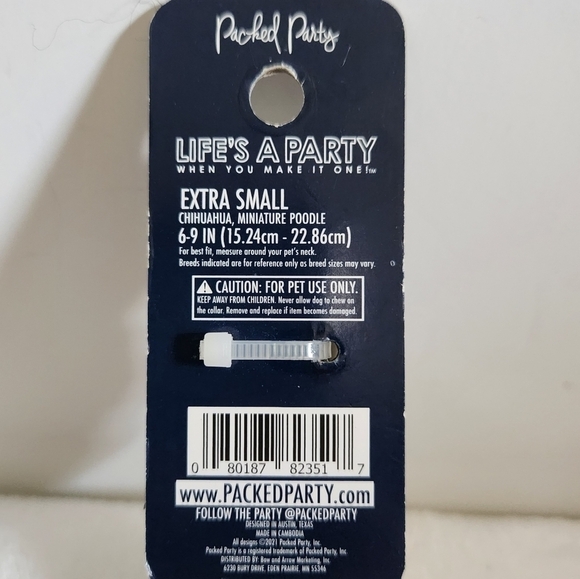 Packed Party
LIFE'S A PARTY
WHEN YOU MAKE IT ONE!™
EXTRA SMALL
CHIHUAHUA, MINIATURE POODLE
6-9 IN (15.24cm - 22.86cm)
For best fit, measure around your pet's neck.
Breeds indicated are for reference only as breed sizes may vary.
CAUTION: FOR PET USE ONLY.
KEEP AWAY FROM CHILDREN. Never allow dog to chew on
the collar. Remove and replace if item becomes damaged.
0 80187 82351 7
www.PACKEDPARTY.com
FOLLOW THE PARTY @PACKEDPARTY
DESIGNED IN AUSTIN, TEXAS
MADE IN CAMBODIA
All designs ©2021 Packed Party, Inc.
Packed Party is a registered trademark of Packed Party, Inc.
DISTRIBUTED BY: Bow and Arrow Marketing, Inc.
6230 BURY DRIVE, EDEN PRAIRIE, MN 55346